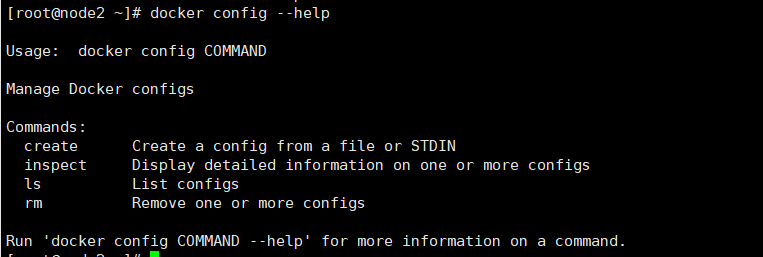 [root@node2 ~]# docker config --help
Usage:  docker config COMMAND
Manage Docker configs
Commands:
  create      Create a config from a file or STDIN
  inspect     Display detailed information on one or more configs
  ls          List configs
  rm          Remove one or more configs
Run 'docker config COMMAND --help' for more information on a command.